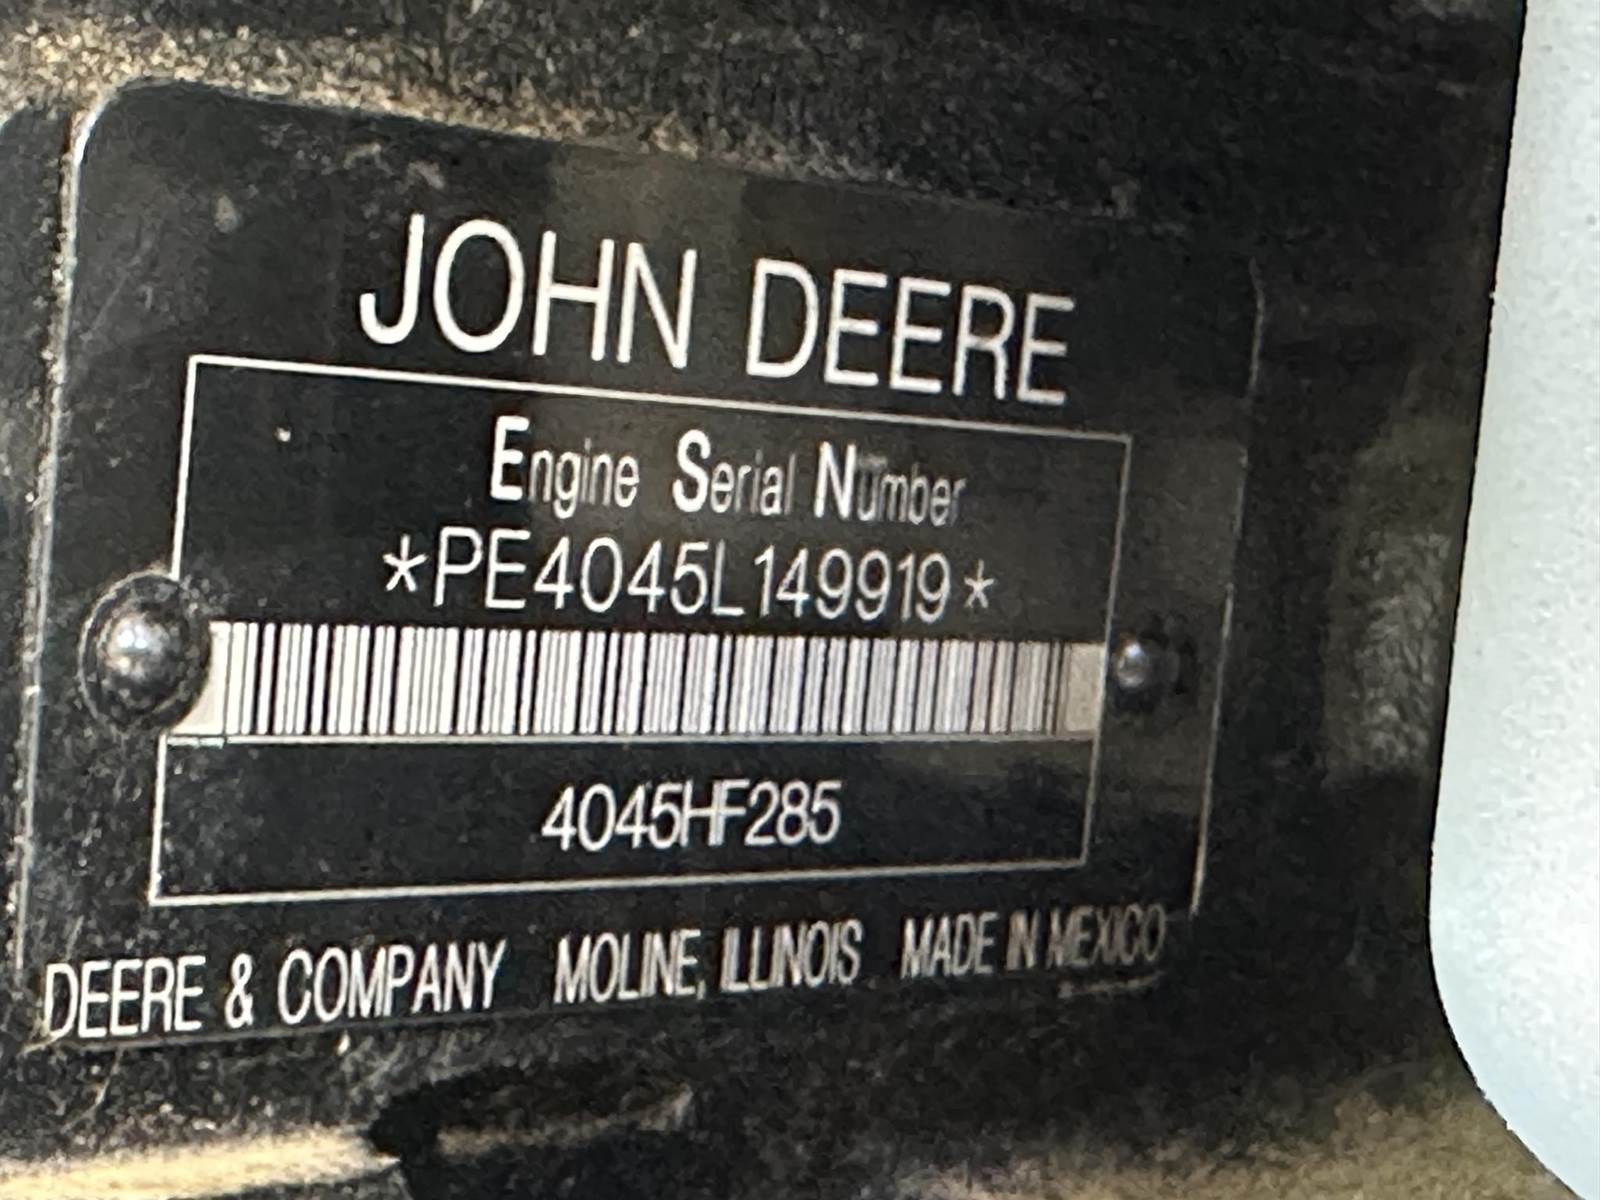 JOHN DEERE
Engine Serial Number
*PE4045L149919*
4045HF285
DEERE & COMPANY MOLINE, ILLINOIS MADE IN MEXICO